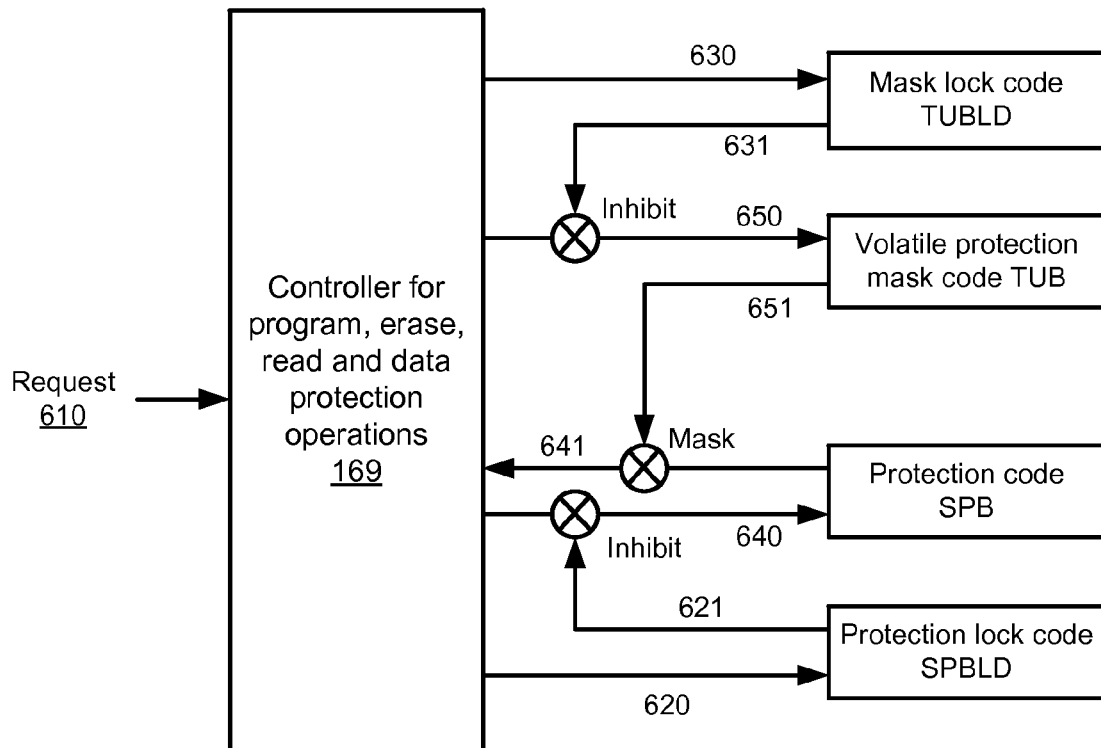 630
Mask lock code
TUBLD
631
Inhibit
650
Volatile protection
mask code TUB
651
Controller for
program, erase,
read and data
protection
operations
169
Request
610
641
Mask
Protection code
SPB
Inhibit
640
621
Protection lock code
SPBLD
620